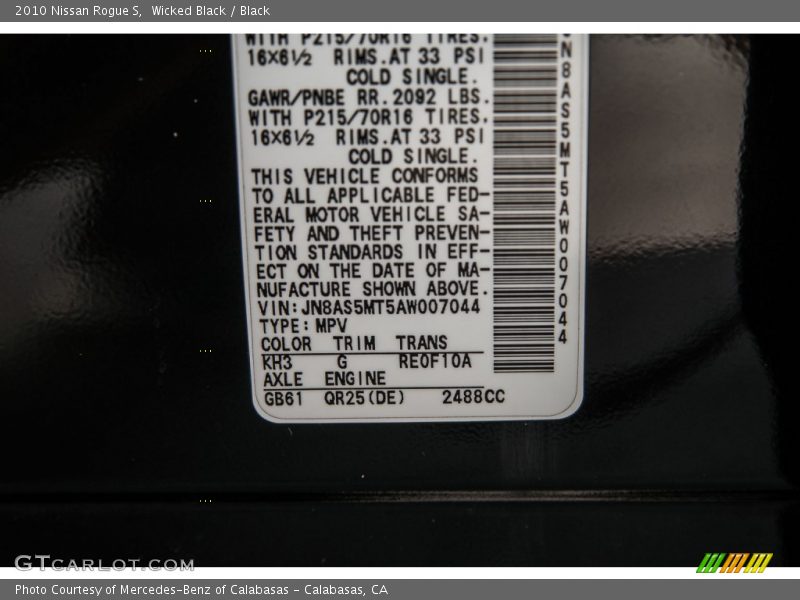 2010 Nissan Rogue S,  Wicked Black / Black
WITH P215/70R16 TIRES.
16X6½ RIMS.AT 33 PSI
COLD SINGLE.
GAWR/PNBE RR.2092 LBS.
WITH P215/70R16 TIRES.
16X6½ RIMS.AT 33 PSI
COLD SINGLE.
THIS VEHICLE CONFORMS
TO ALL APPLICABLE FED-
ERAL MOTOR VEHICLE SA-
FETY AND THEFT PREVEN-
TION STANDARDS IN EFF-
ECT ON THE DATE OF MA-
NUFACTURE SHOWN ABOVE.
VIN:JN8AS5MT5AW007044
TYPE:MPV
COLOR TRIM TRANS
KH3 G RE0F10A
AXLE ENGINE
GB61 QR25(DE) 2488CC
N8AS5MT5AW007044
GTCARLOT.COM
Photo Courtesy of Mercedes-Benz of Calabasas - Calabasas, CA